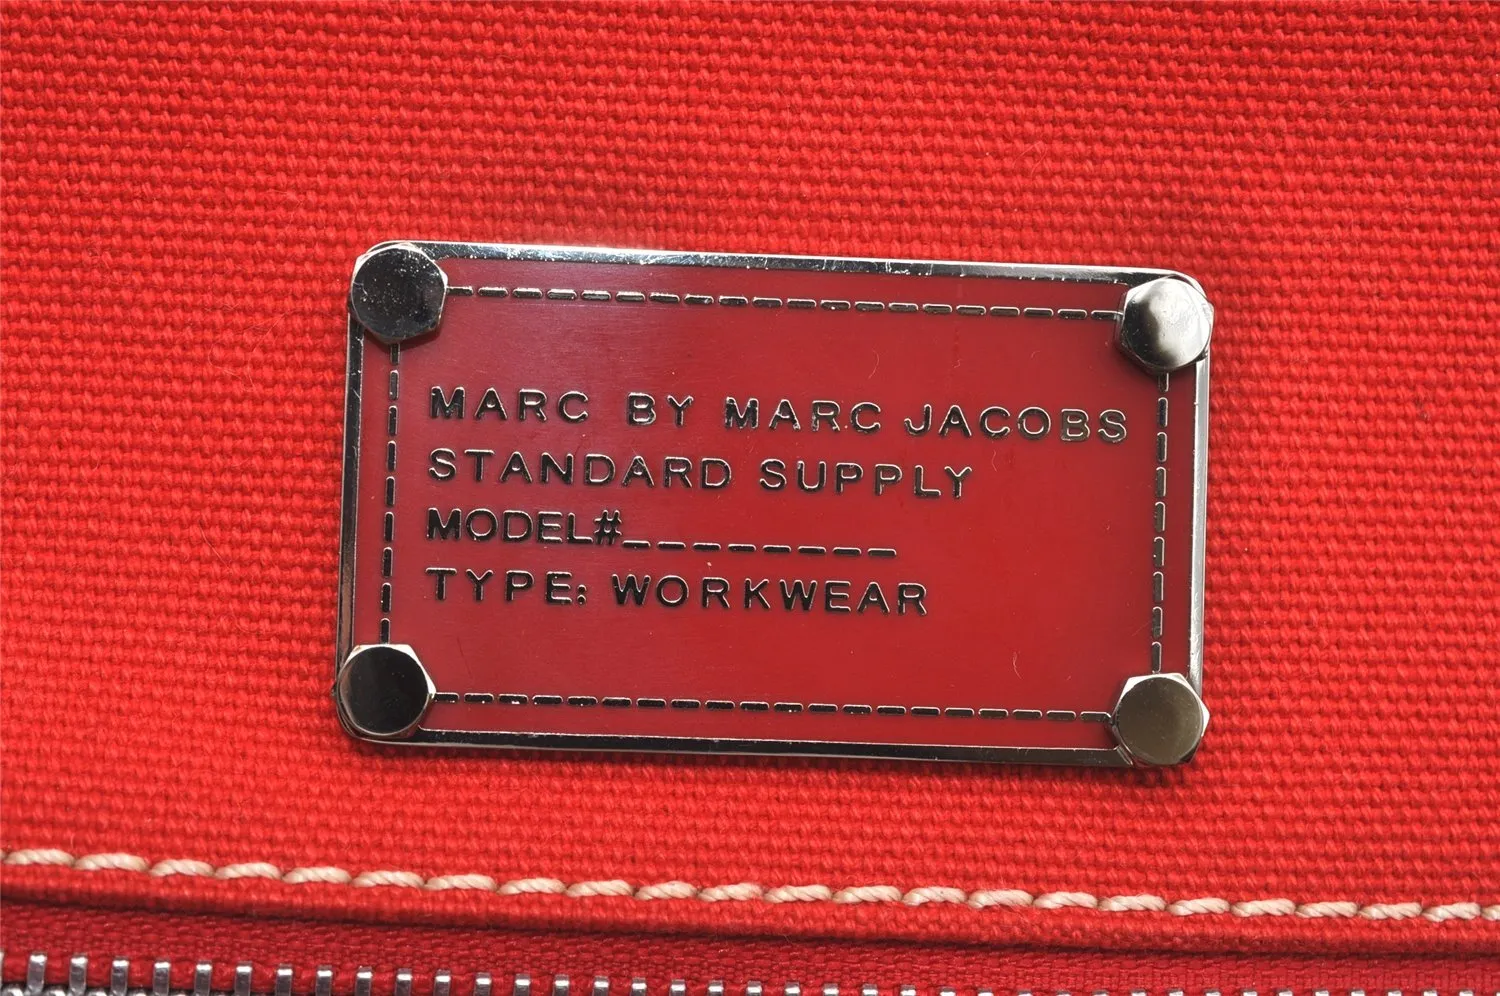 MARC BY MARC JACOBS
STANDARD SUPPLY
MODEL#________
TYPE: WORKWEAR